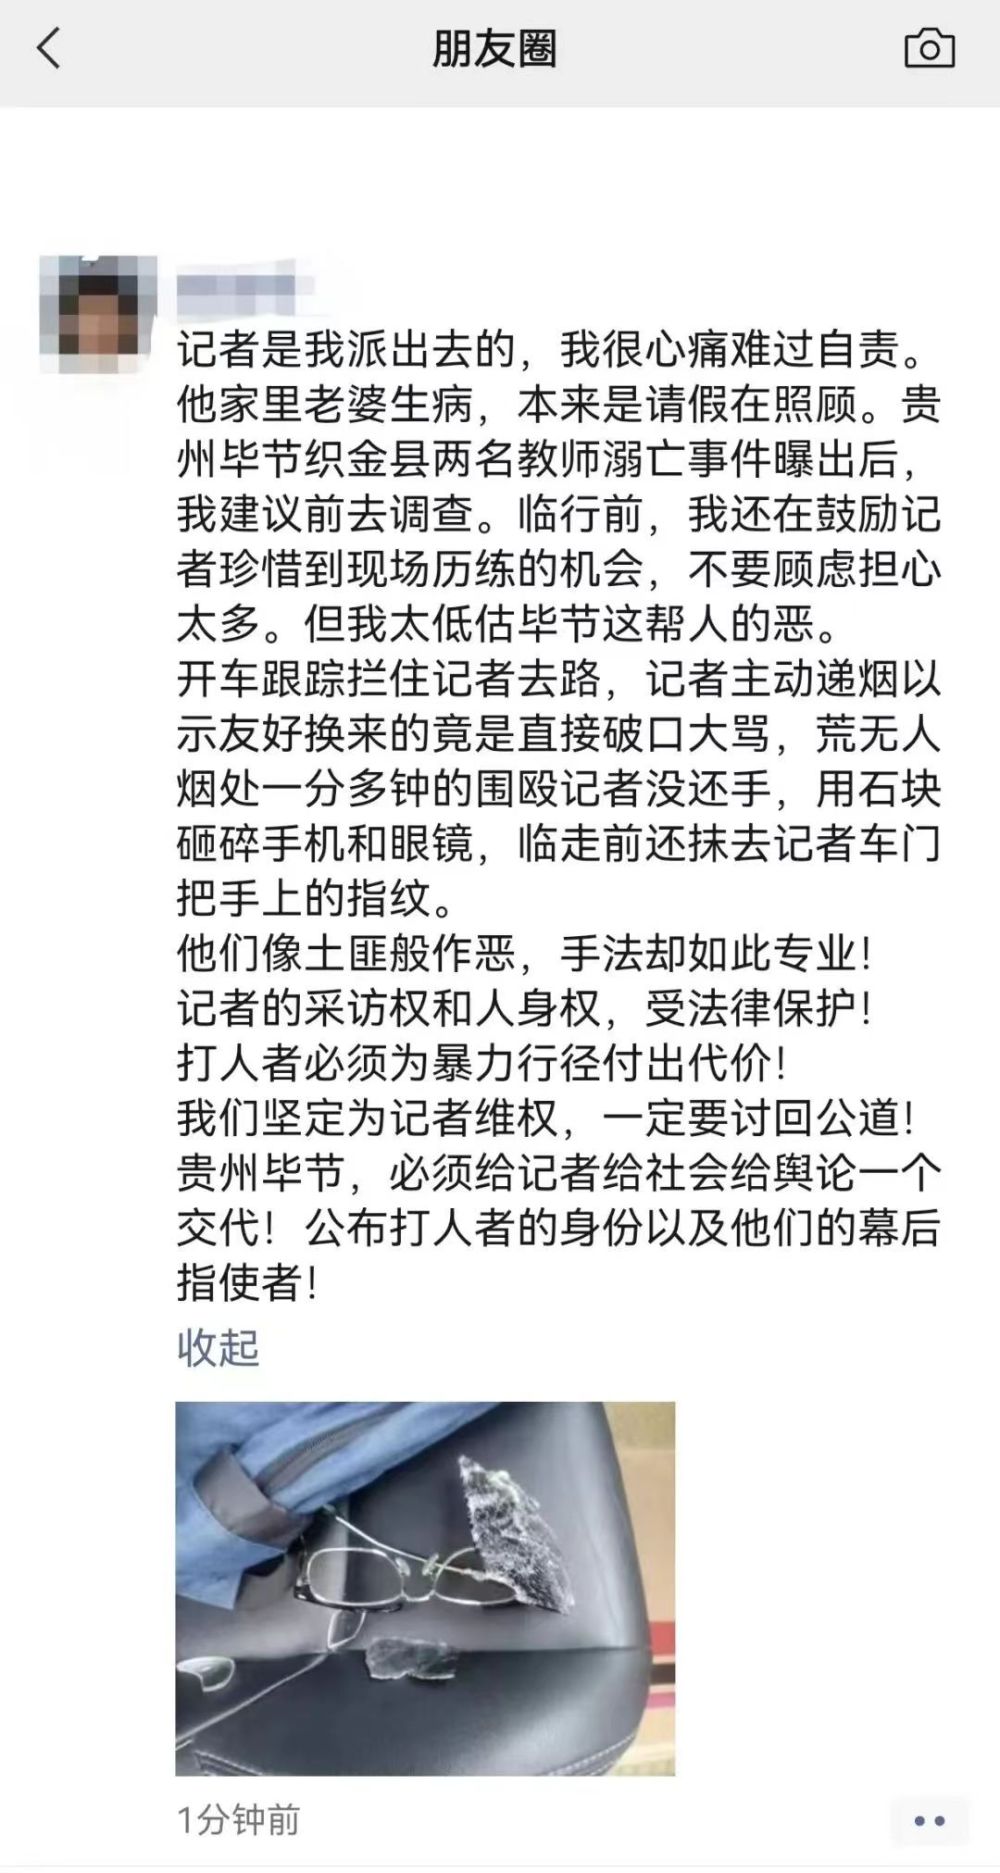 朋友圈
记者是我派出去的，我很心痛难过自责。
他家里老婆生病，本来是请假在照顾。贵
州毕节织金县两名教师溺亡事件曝出后，
我建议前去调查。临行前，我还在鼓励记
者珍惜到现场历练的机会，不要顾虑担心
太多。但我太低估毕节这帮人的恶。
开车跟踪拦住记者去路，记者主动递烟以
示友好换来的竟是直接破口大骂，荒无人
烟处一分多钟的围殴记者没还手，用石块
砸碎手机和眼镜，临走前还抹去记者车门
把手上的指纹。
他们像土匪般作恶，手法却如此专业！
记者的采访权和人身权，受法律保护！
打人者必须为暴力行径付出代价！
我们坚定为记者维权，一定要讨回公道！
贵州毕节，必须给记者给社会给舆论一个
交代！公布打人者的身份以及他们的幕后
指使者！
收起
1分钟前